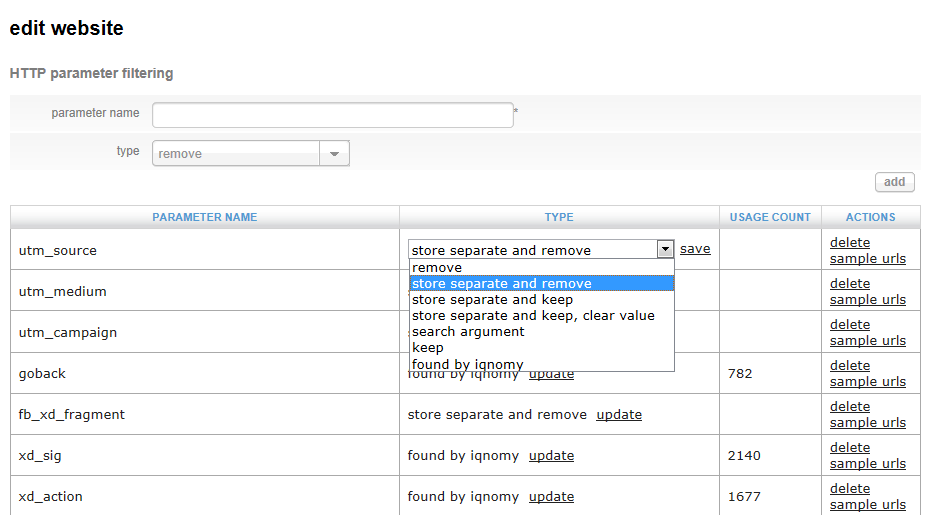 edit website
HTTP parameter filtering
parameter name *
type remove
add
PARAMETER NAME TYPE USAGE COUNT ACTIONS
utm_source store separate and remove save delete
sample urls
remove
store separate and remove
store separate and keep
store separate and keep, clear value
search argument
keep
found by iqnomy
utm_medium delete
sample urls
utm_campaign delete
sample urls
goback found by iqnomy update 782 delete
sample urls
fb_xd_fragment store separate and remove update delete
sample urls
xd_sig found by iqnomy update 2140 delete
sample urls
xd_action found by iqnomy update 1677 delete
sample urls